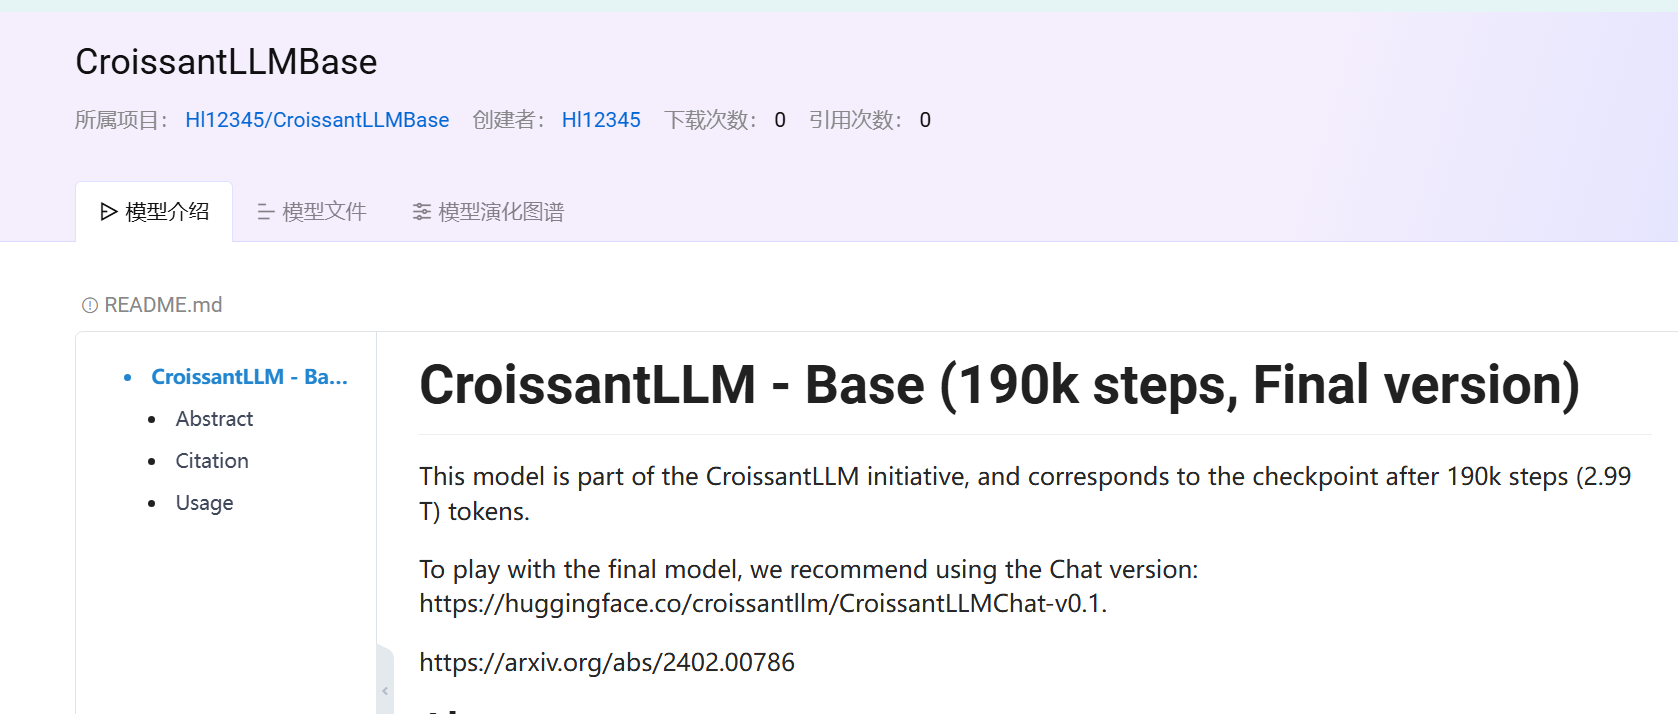 CroissantLLMBase
所属项目： Hl12345/CroissantLLMBase 创建者： Hl12345 下载次数： 0 引用次数： 0
模型介绍 模型文件 模型演化图谱
README.md
CroissantLLM - Ba...
Abstract
Citation
Usage
CroissantLLM - Base (190k steps, Final version)
This model is part of the CroissantLLM initiative, and corresponds to the checkpoint after 190k steps (2.99
T) tokens.
To play with the final model, we recommend using the Chat version:
https://huggingface.co/croissantllm/CroissantLLMChat-v0.1.
https://arxiv.org/abs/2402.00786